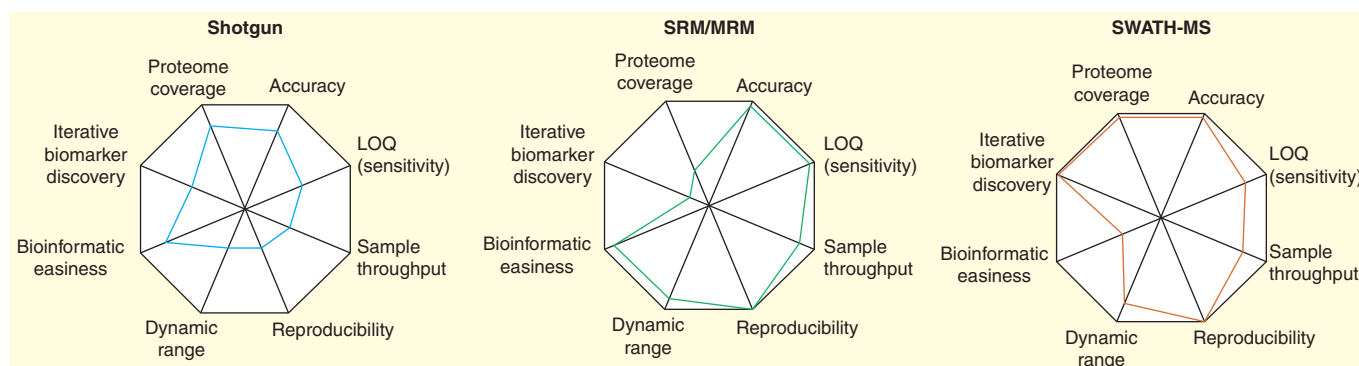 Shotgun
Proteome
coverage
Accuracy
Iterative
biomarker
discovery
LOQ
(sensitivity)
Bioinformatic
easiness
Sample
throughput
Dynamic
range
Reproducibility
SRM/MRM
Proteome
coverage
Accuracy
Iterative
biomarker
discovery
LOQ
(sensitivity)
Bioinformatic
easiness
Sample
throughput
Dynamic
range
Reproducibility
SWATH-MS
Proteome
coverage
Accuracy
Iterative
biomarker
discovery
LOQ
(sensitivity)
Bioinformatic
easiness
Sample
throughput
Dynamic
range
Reproducibility